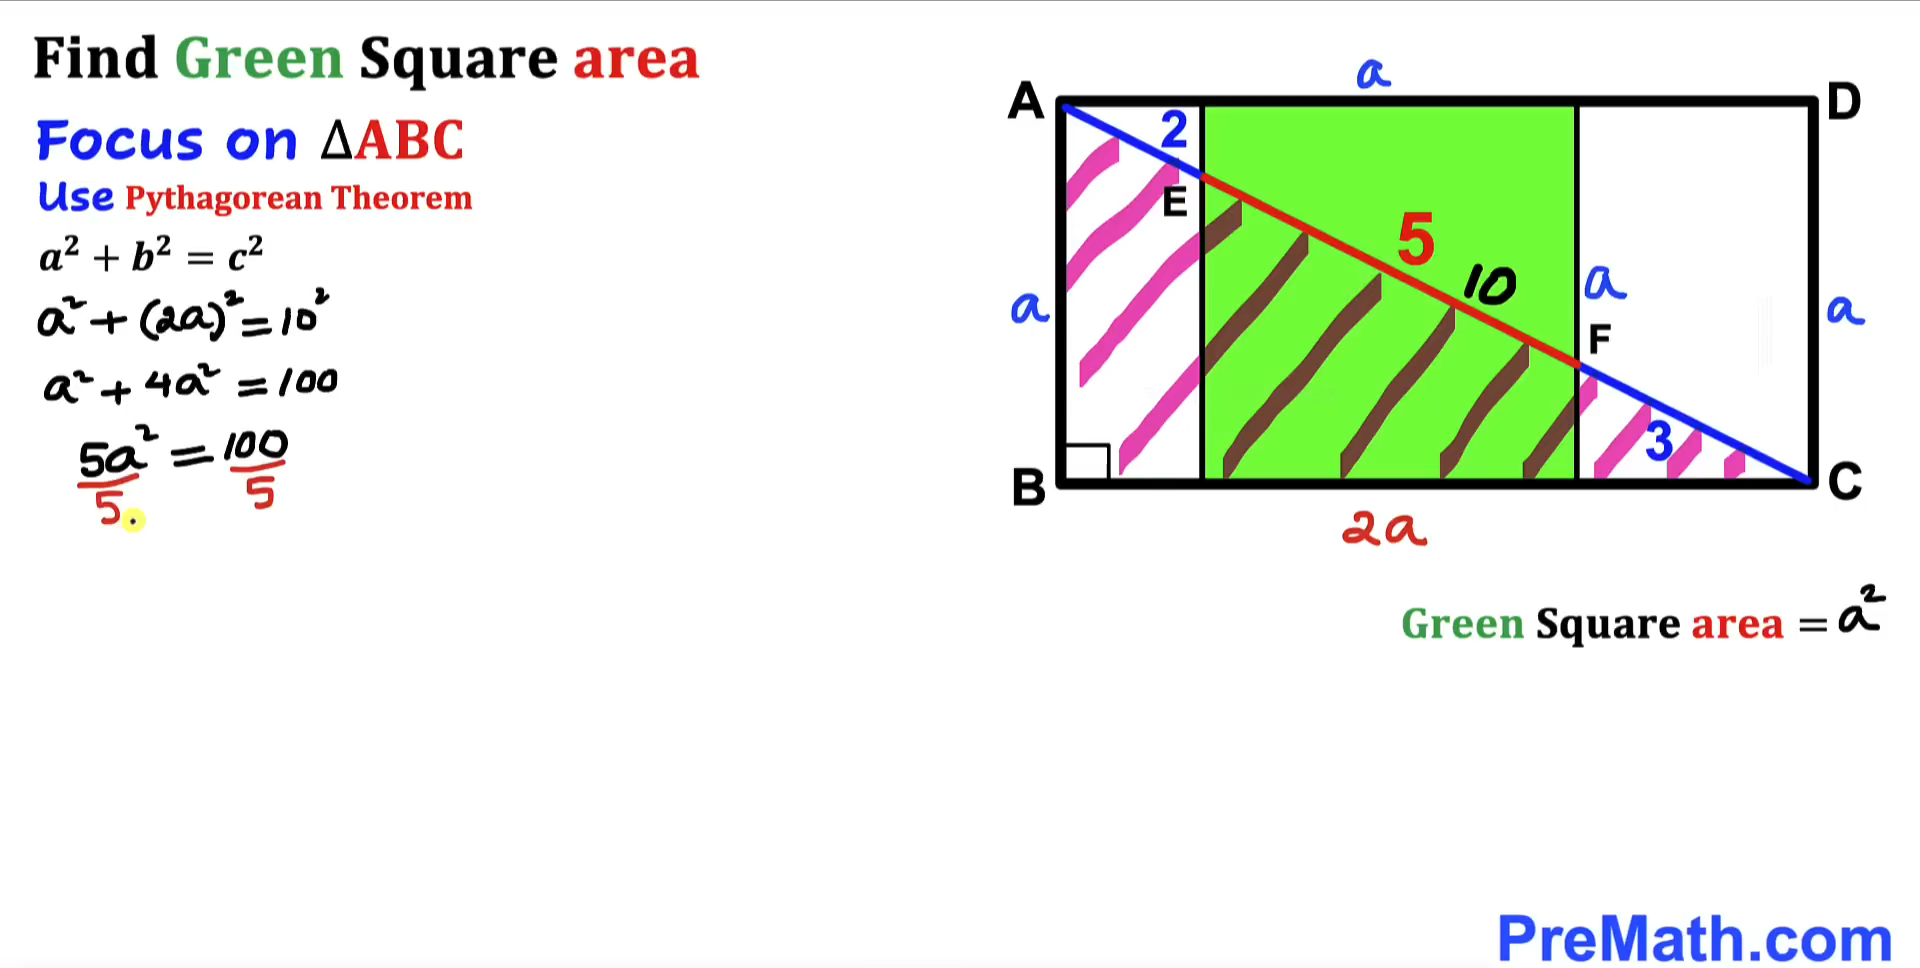 Find Green Square area
Focus on ΔABC
Use Pythagorean Theorem
a² + b² = c²
a² + (2a)² = 10²
a² + 4a² = 100
5a² = 100
5 5
a
A
D
2
E
5
10
a
F
a
a
3
B
C
2a
Green Square area = a²
PreMath.com